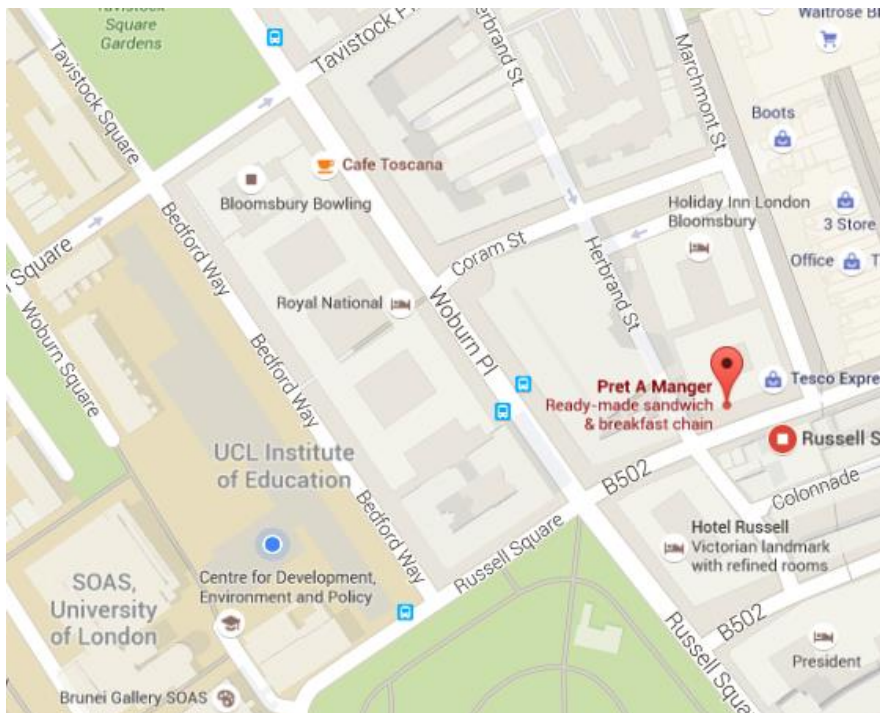 Tavistock
Square
Gardens
Tavistock Square
Tavistock
Herbrand St
Marchmont St
Waitrose
Boots
Cafe Toscana
Bloomsbury Bowling
Holiday Inn London
Bloomsbury
3 Store
Square
Bedford Way
Coram St
Herbrand St
Office
Woburn Square
Royal National
Woburn Pl
Bedford Way
Pret A Manger
Ready-made sandwich
& breakfast chain
Tesco Expre
UCL Institute
of Education
Russell S
B502
Colonnade
Bedford Way
Hotel Russell
Victorian landmark
with refined rooms
Russell Square
Centre for Development,
Environment and Policy
SOAS,
University
of London
B502
President
Russell Squa
Brunei Gallery SOAS